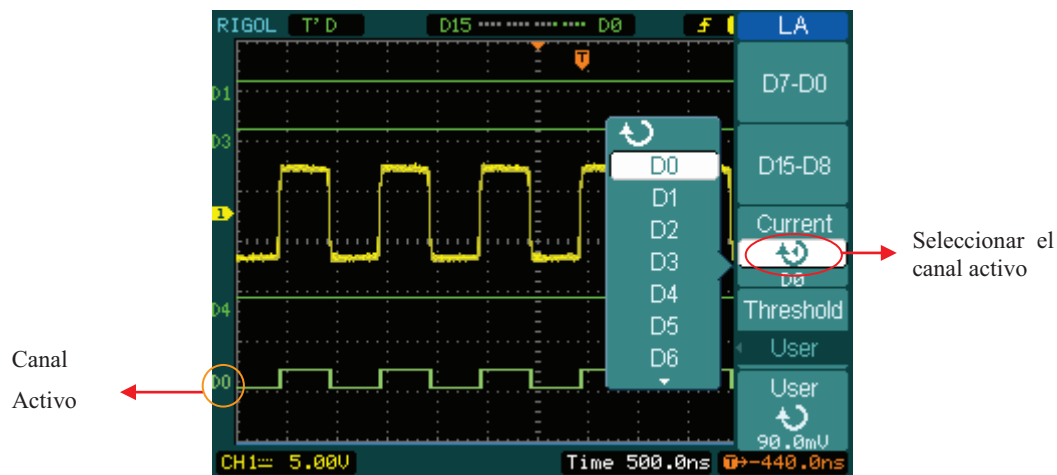 RIGOL T'D D15 D0 LA
D1
D3
1
D4
D0
T
D0
D1
D2
D3
D4
D5
D6
D7-D0
D15-D8
Current
D0
Threshold
User
User
90.0mV
CH1 5.00V Time 500.0ns T→-440.0ns
Seleccionar el
canal activo
Canal
Activo